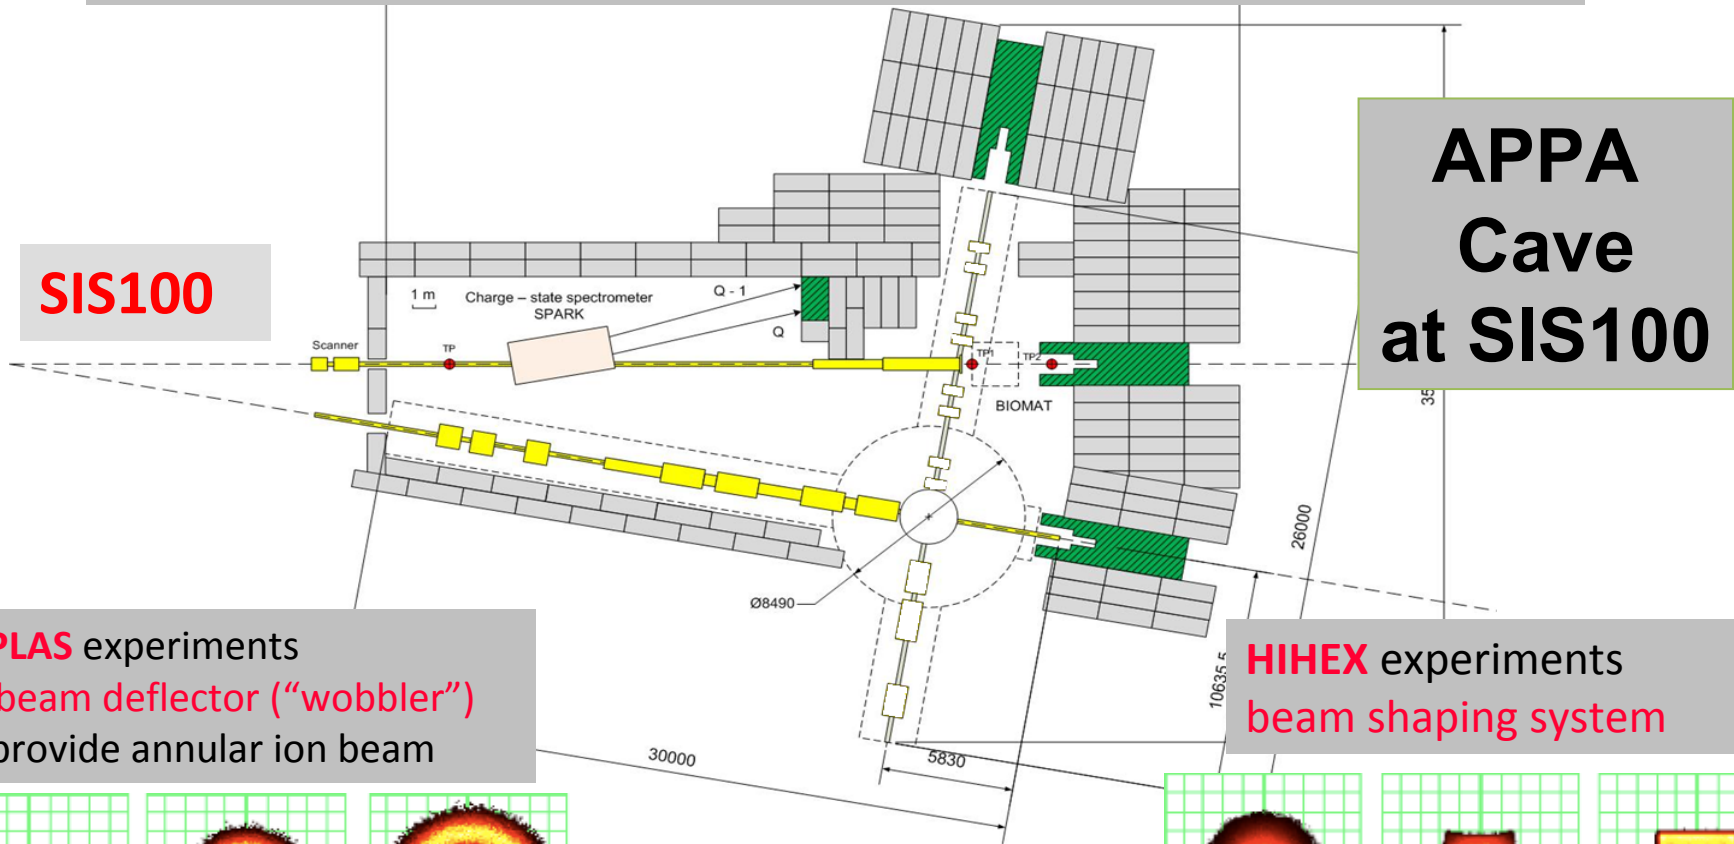 APPA
Cave
at SIS100
SIS100
1 m
Charge – state spectrometer
SPARK
Q - 1
Q
Scanner
TP
TP1
TP2
BIOMAT
35
26000
Ø8490
10635,5
PLAS experiments
beam deflector (“wobbler”)
provide annular ion beam
HIHEX experiments
beam shaping system
30000
5830